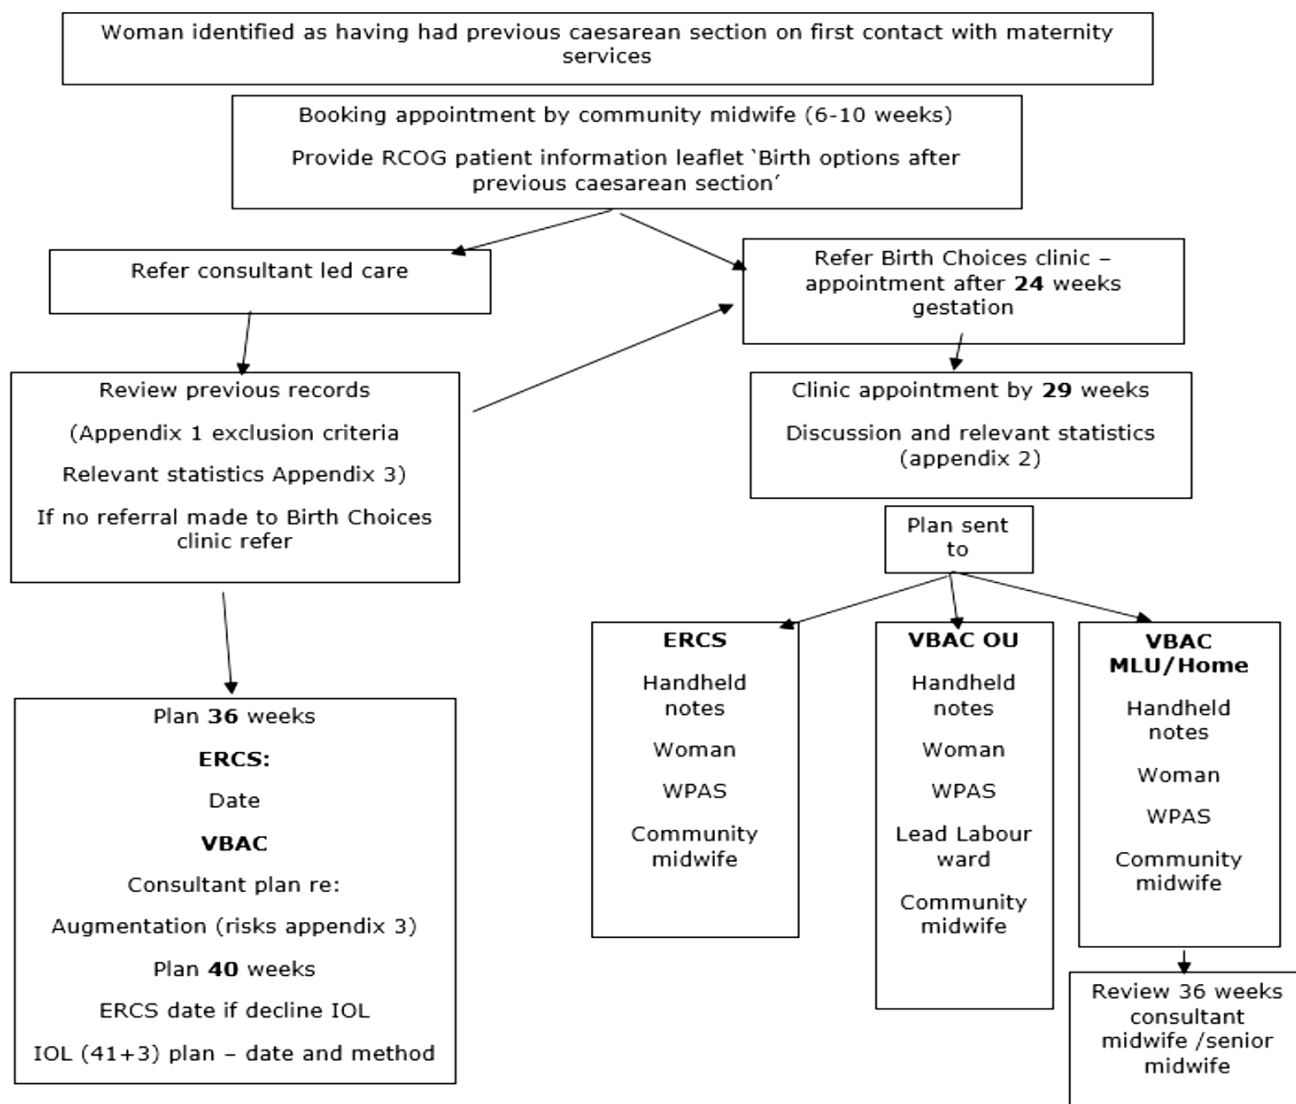 Woman identified as having had previous caesarean section on first contact with maternity
services
Booking appointment by community midwife (6-10 weeks)
Provide RCOG patient information leaflet ‘Birth options after
previous caesarean section’
Refer consultant led care
Refer Birth Choices clinic –
appointment after 24 weeks
gestation
Review previous records
(Appendix 1 exclusion criteria
Relevant statistics Appendix 3)
If no referral made to Birth Choices
clinic refer
Clinic appointment by 29 weeks
Discussion and relevant statistics
(appendix 2)
Plan sent
to
Plan 36 weeks
ERCS:
Date
VBAC
Consultant plan re:
Augmentation (risks appendix 3)
Plan 40 weeks
ERCS date if decline IOL
IOL (41+3) plan – date and method
ERCS
Handheld
notes
Woman
WPAS
Community
midwife
VBAC OU
Handheld
notes
Woman
WPAS
Lead Labour
ward
Community
midwife
VBAC
MLU/Home
Handheld
notes
Woman
WPAS
Community
midwife
Review 36 weeks
consultant
midwife /senior
midwife